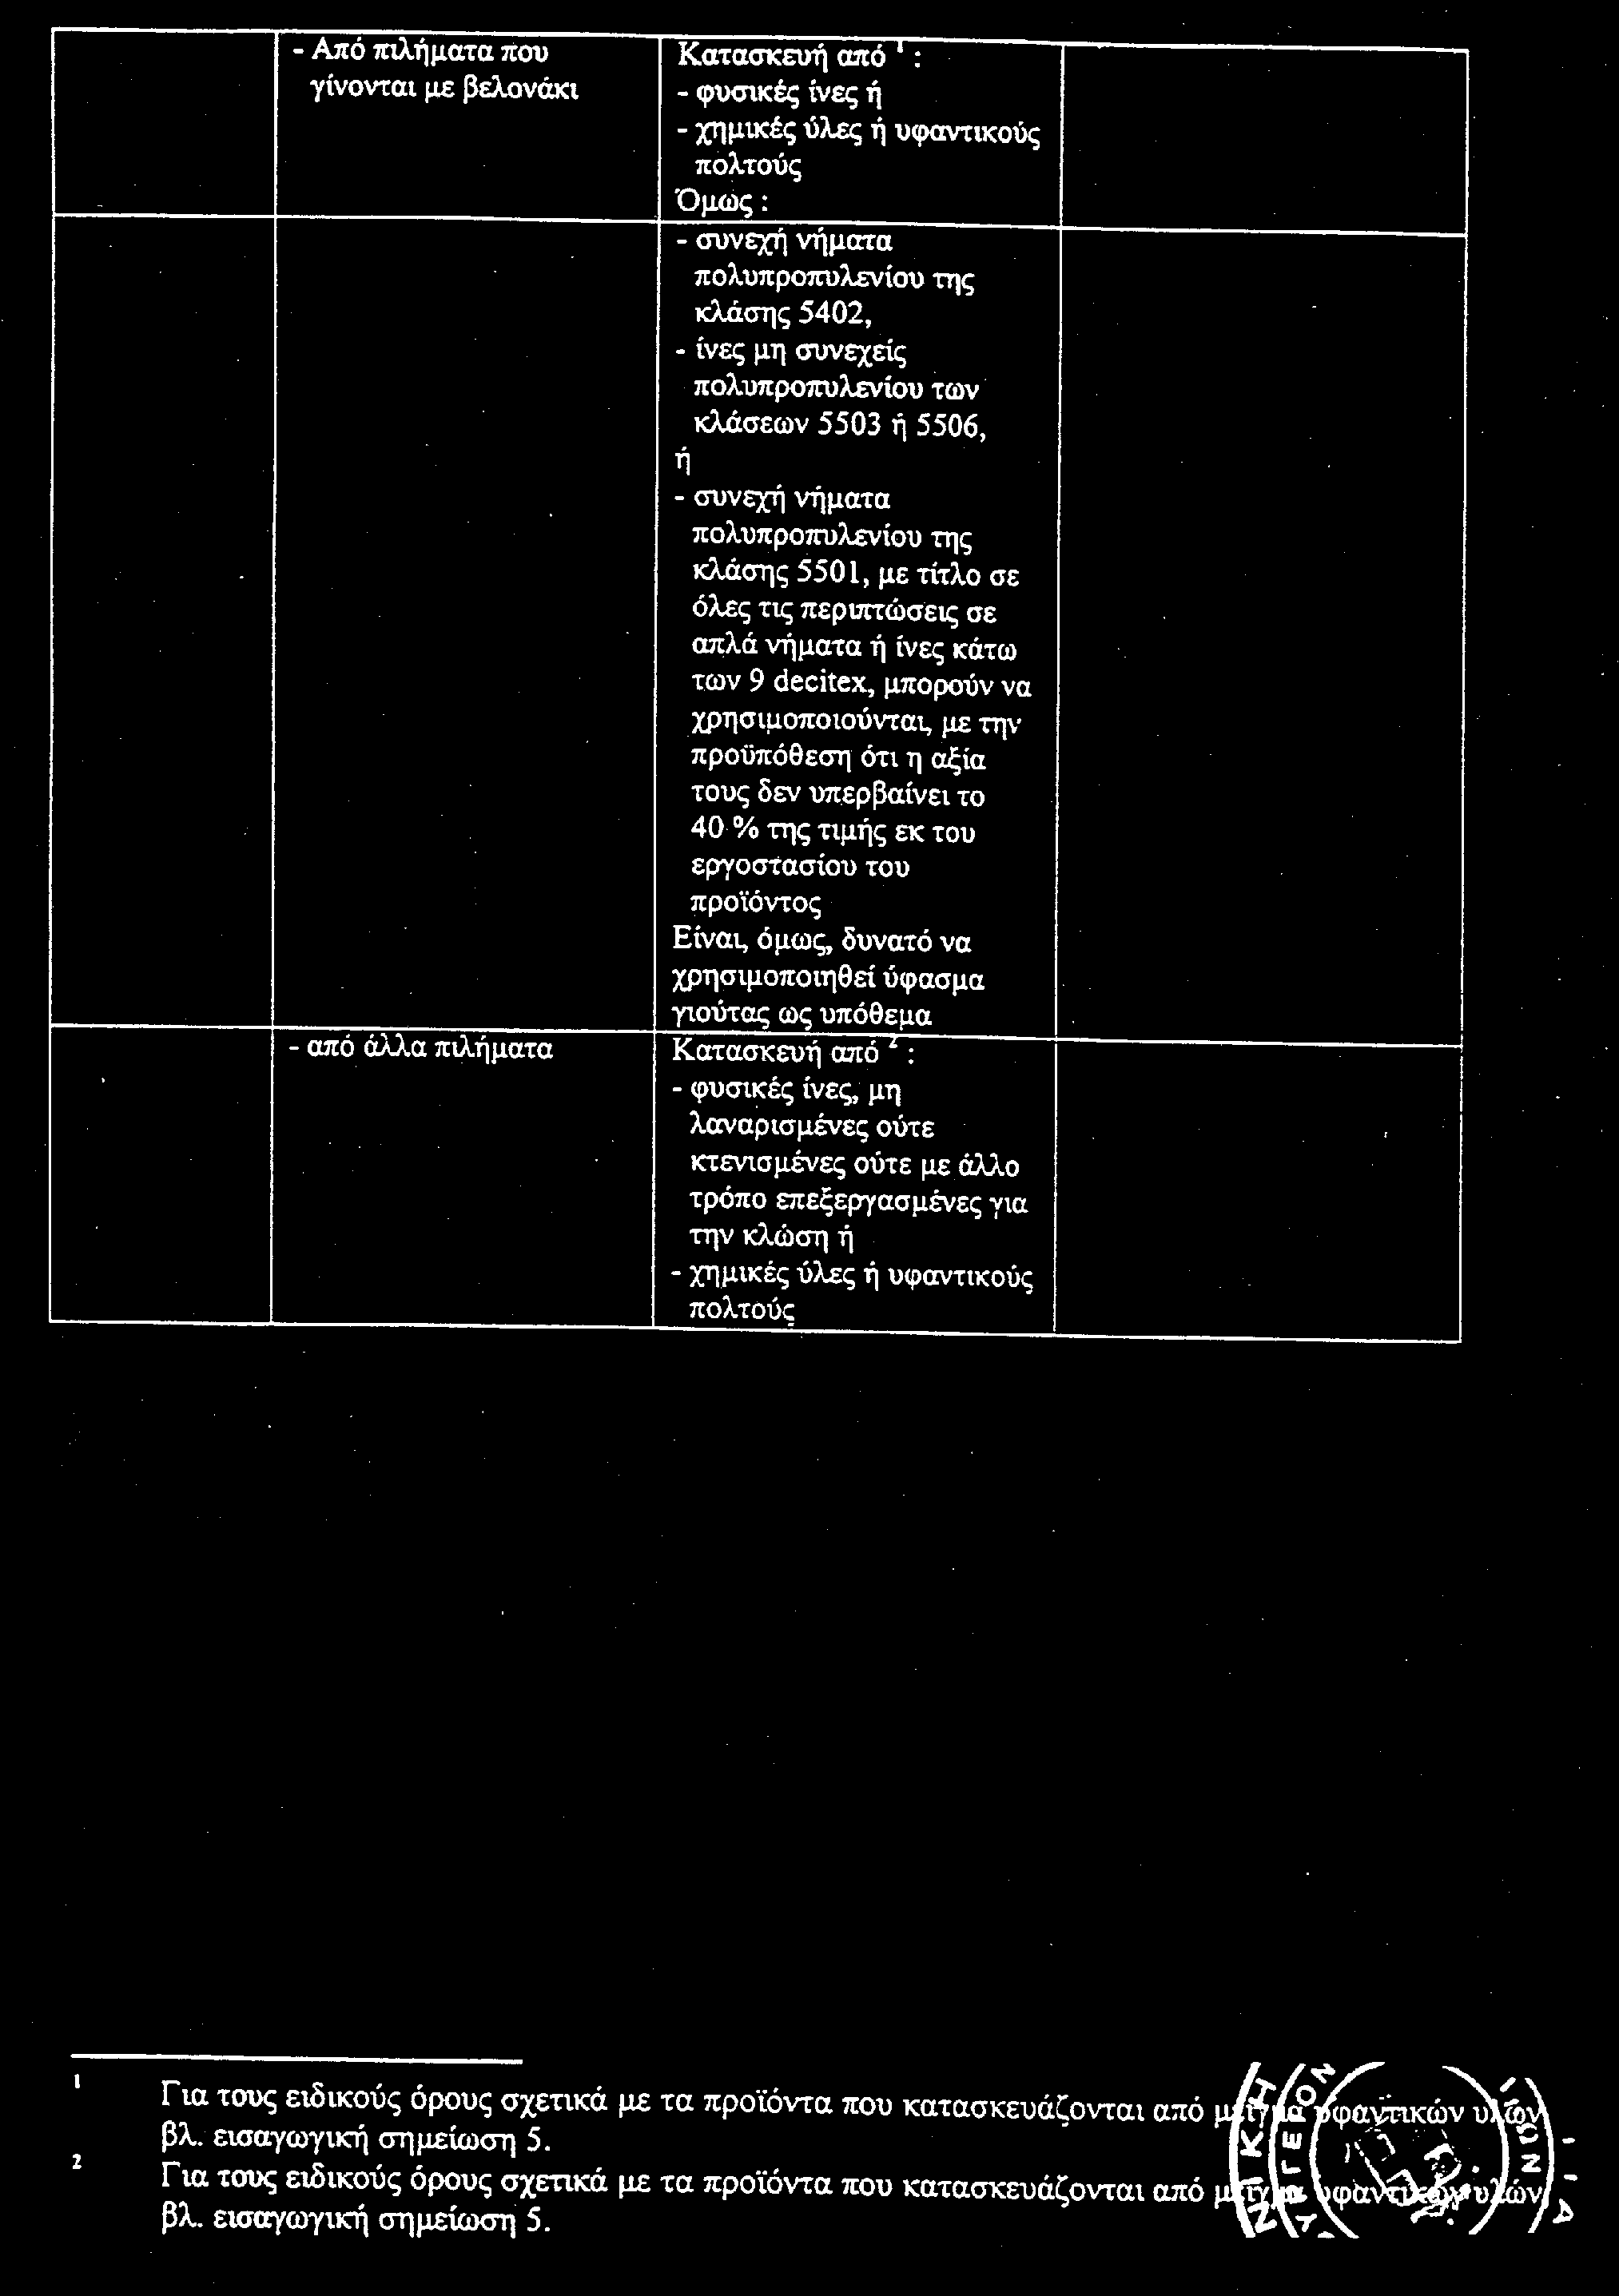 - Από πιλήματα που
γίνονται με βελονάκι
Κατασκευή από 1 :
- φυσικές ίνες ή
- χημικές ύλες ή υφαντικούς
πολτούς
Όμως :
- συνεχή νήματα
πολυπροπυλενίου της
κλάσης 5402,
- ίνες μη συνεχείς
πολυπροπυλενίου των
κλάσεων 5503 ή 5506,
ή
- συνεχή νήματα
πολυπροπυλενίου της
κλάσης 5501, με τίτλο σε
όλες τις περιπτώσεις σε
απλά νήματα ή ίνες κάτω
των 9 decitex, μπορούν να
χρησιμοποιούνται, με την
προϋπόθεση ότι η αξία
τους δεν υπερβαίνει το
40 % της τιμής εκ του
εργοστασίου του
προϊόντος
Είναι, όμως, δυνατό να
χρησιμοποιηθεί ύφασμα
γιούτας ως υπόθεμα
- από άλλα πιλήματα
Κατασκευή από 2 :
- φυσικές ίνες, μη
λαναρισμένες ούτε
κτενισμένες ούτε με άλλο
τρόπο επεξεργασμένες για
την κλώση ή
- χημικές ύλες ή υφαντικούς
πολτούς
1 Για τους ειδικούς όρους σχετικά με τα προϊόντα που κατασκευάζονται από μείγμα υφαντικών υλών
βλ. εισαγωγική σημείωση 5.
2 Για τους ειδικούς όρους σχετικά με τα προϊόντα που κατασκευάζονται από μείγμα υφαντικών υλών
βλ. εισαγωγική σημείωση 5.